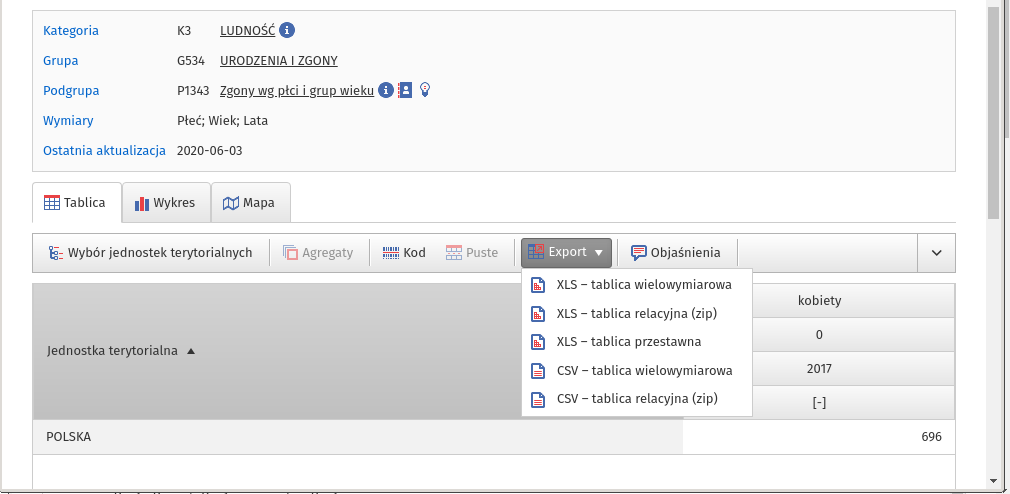 Kategoria K3 LUDNOŚĆ
Grupa G534 URODZENIA I ZGONY
Podgrupa P1343 Zgony wg płci i grup wieku
Wymiary Płeć; Wiek; Lata
Ostatnia aktualizacja 2020-06-03
Tablica Wykres Mapa
Wybór jednostek terytorialnych Agregaty Kod Puste Export Objaśnienia
XLS – tablica wielowymiarowa
XLS – tablica relacyjna (zip)
XLS – tablica przestawna
CSV – tablica wielowymiarowa
CSV – tablica relacyjna (zip)
Jednostka terytorialna
kobiety
0
2017
[-]
POLSKA 696